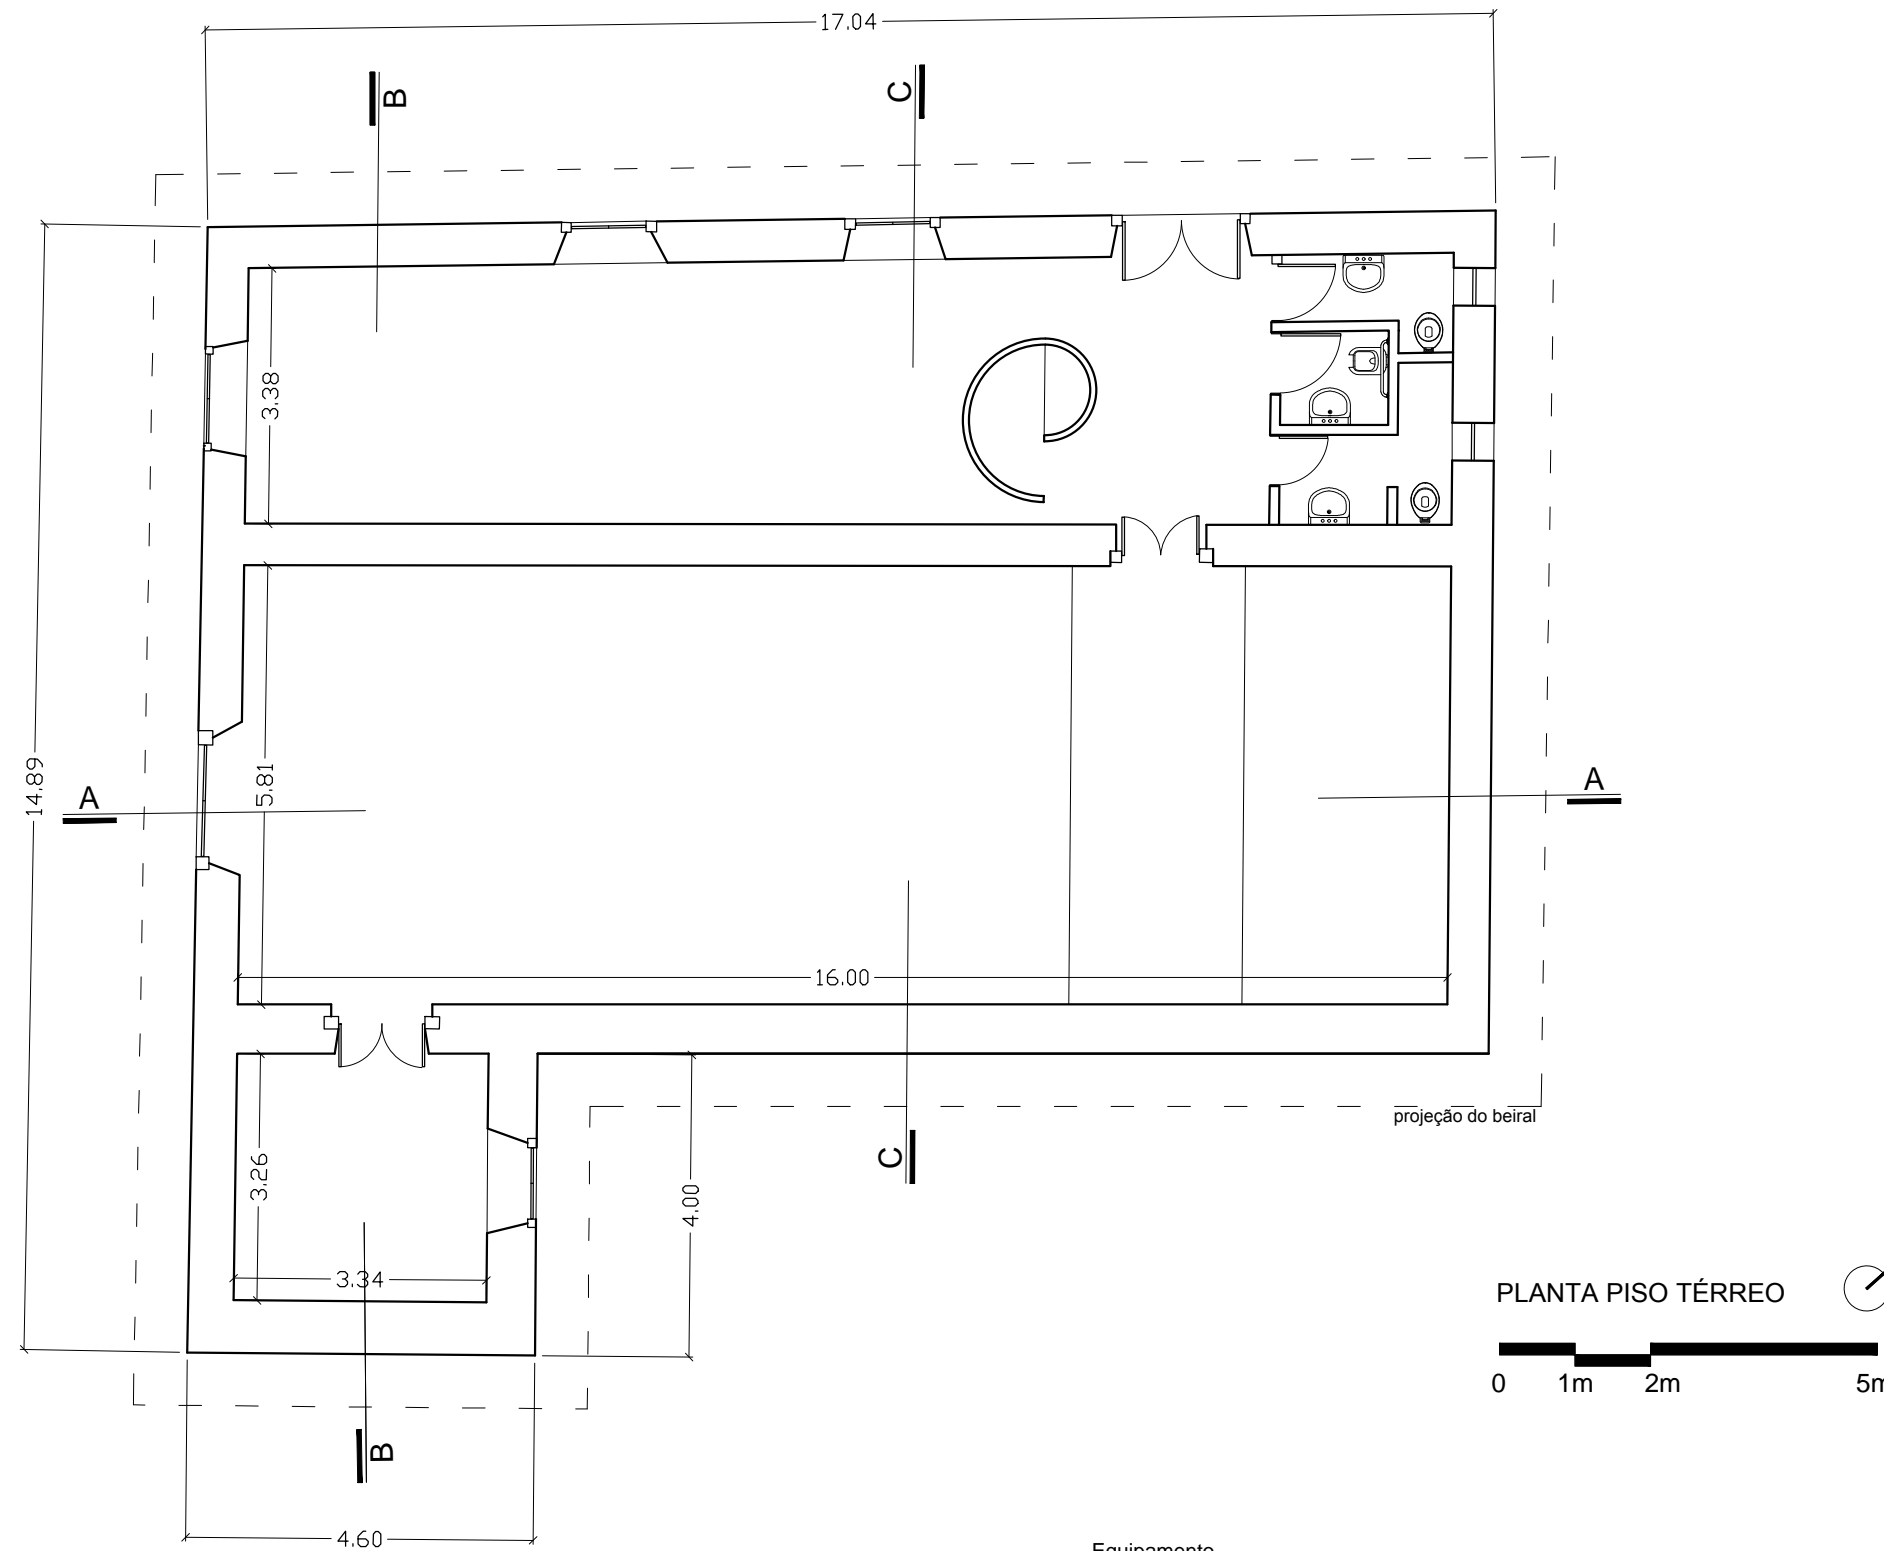 17.04
B
C
3.38
14.89
5.81
A
A
16.00
projeção do beiral
C
3.26
4.00
3.34
PLANTA PISO TÉRREO
0 1m 2m 5m
B
4.60
Equipamento